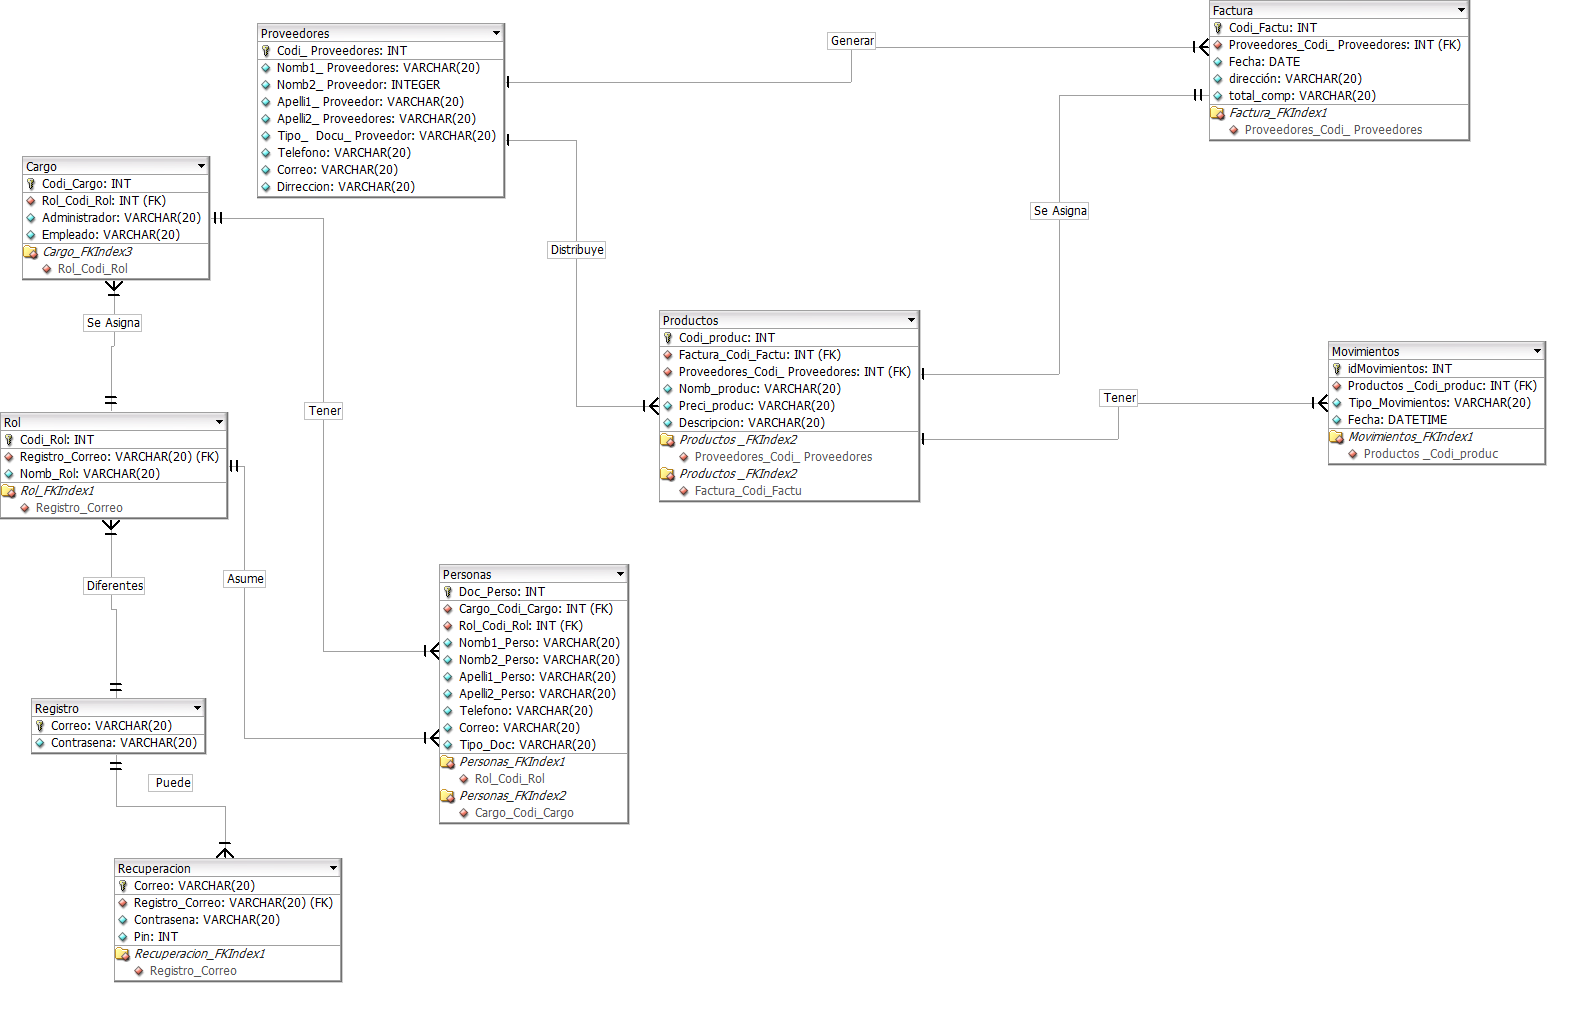 Proveedores
Codi_ Proveedores: INT
Nomb1_ Proveedores: VARCHAR(20)
Nomb2_ Proveedor: INTEGER
Apelli1_ Proveedor: VARCHAR(20)
Apelli2_ Proveedores: VARCHAR(20)
Tipo_ Docu_ Proveedor: VARCHAR(20)
Telefono: VARCHAR(20)
Correo: VARCHAR(20)
Dirreccion: VARCHAR(20)
Generar
Factura
Codi_Factu: INT
Proveedores_Codi_ Proveedores: INT (FK)
Fecha: DATE
dirección: VARCHAR(20)
total_comp: VARCHAR(20)
Factura_FKIndex1
Proveedores_Codi_ Proveedores
Cargo
Codi_Cargo: INT
Rol_Codi_Rol: INT (FK)
Administrador: VARCHAR(20)
Empleado: VARCHAR(20)
Cargo_FKIndex3
Rol_Codi_Rol
Se Asigna
Distribuye
Se Asigna
Tener
Productos
Codi_produc: INT
Factura_Codi_Factu: INT (FK)
Proveedores_Codi_ Proveedores: INT (FK)
Nomb_produc: VARCHAR(20)
Preci_produc: VARCHAR(20)
Descripcion: VARCHAR(20)
Productos _FKIndex2
Proveedores_Codi_ Proveedores
Productos _FKIndex2
Factura_Codi_Factu
Tener
Movimientos
idMovimientos: INT
Productos _Codi_produc: INT (FK)
Tipo_Movimientos: VARCHAR(20)
Fecha: DATETIME
Movimientos_FKIndex1
Productos _Codi_produc
Rol
Codi_Rol: INT
Registro_Correo: VARCHAR(20) (FK)
Nomb_Rol: VARCHAR(20)
Rol_FKIndex1
Registro_Correo
Diferentes
Asume
Personas
Doc_Perso: INT
Cargo_Codi_Cargo: INT (FK)
Rol_Codi_Rol: INT (FK)
Nomb1_Perso: VARCHAR(20)
Nomb2_Perso: VARCHAR(20)
Apelli1_Perso: VARCHAR(20)
Apelli2_Perso: VARCHAR(20)
Telefono: VARCHAR(20)
Correo: VARCHAR(20)
Tipo_Doc: VARCHAR(20)
Personas_FKIndex1
Rol_Codi_Rol
Personas_FKIndex2
Cargo_Codi_Cargo
Registro
Correo: VARCHAR(20)
Contrasena: VARCHAR(20)
Puede
Recuperacion
Correo: VARCHAR(20)
Registro_Correo: VARCHAR(20) (FK)
Contrasena: VARCHAR(20)
Pin: INT
Recuperacion_FKIndex1
Registro_Correo